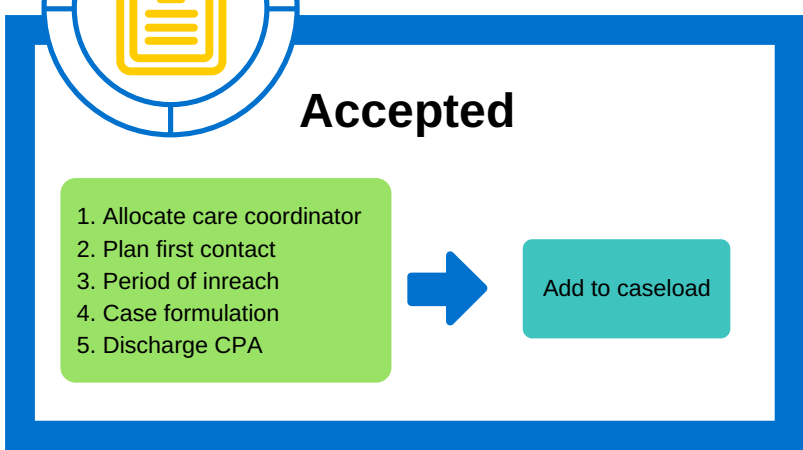 Accepted
1. Allocate care coordinator
2. Plan first contact
3. Period of inreach
4. Case formulation
5. Discharge CPA
Add to caseload